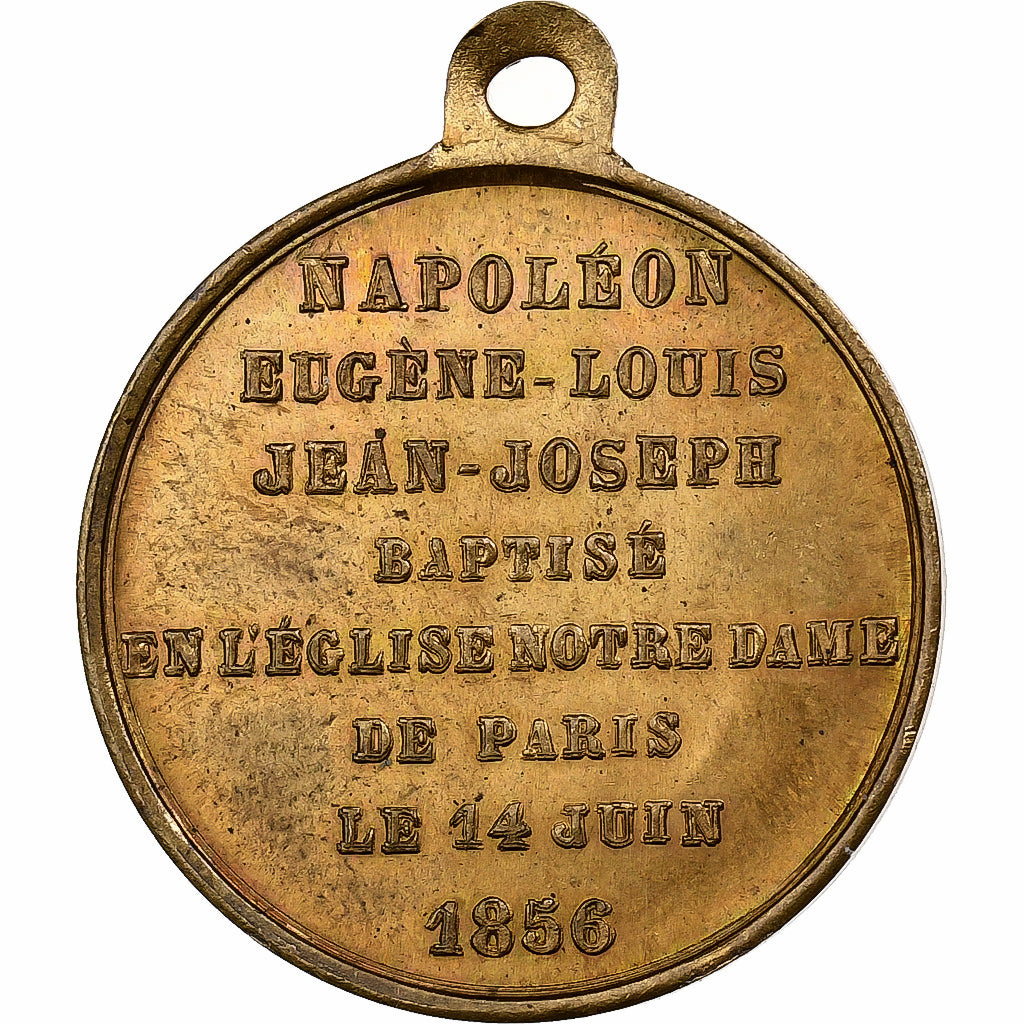 NAPOLÉON
EUGÈNE-LOUIS
JEAN-JOSEPH
BAPTISÉ
EN L'ÉGLISE NOTRE DAME
DE PARIS
LE 14 JUIN
1856